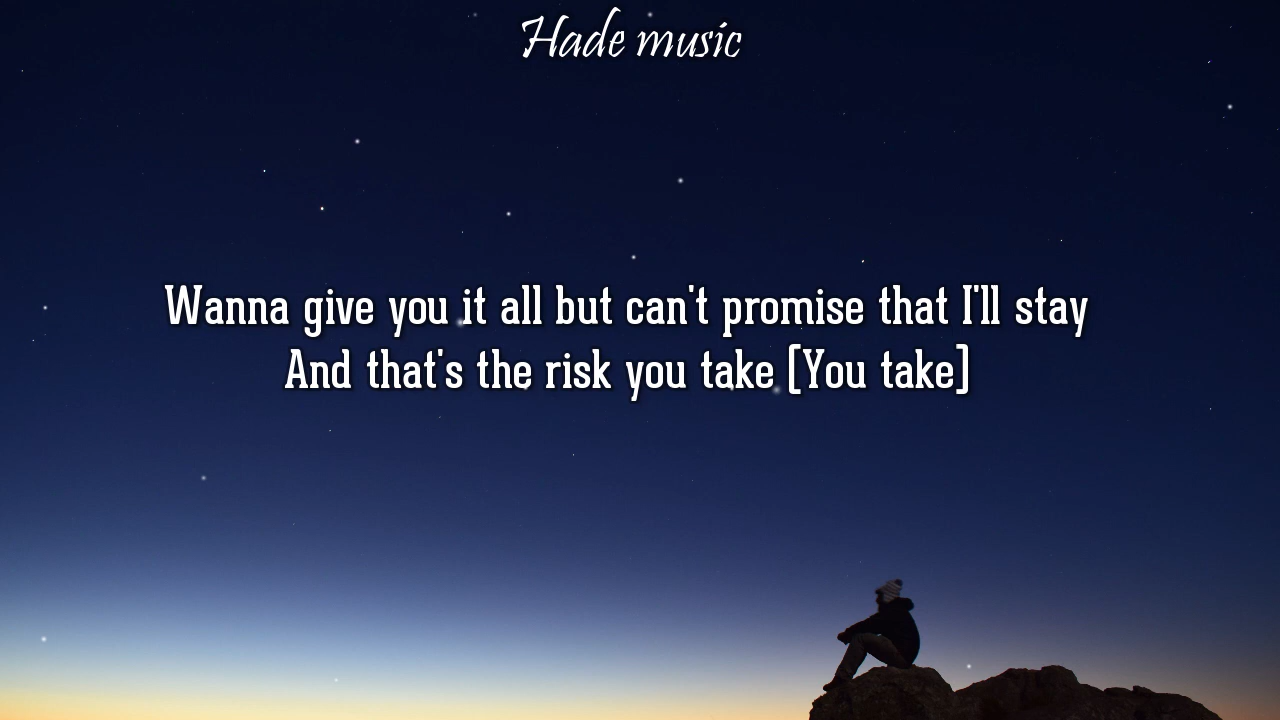 Hade music
Wanna give you it all but can't promise that I'll stay
And that's the risk you take [You take]